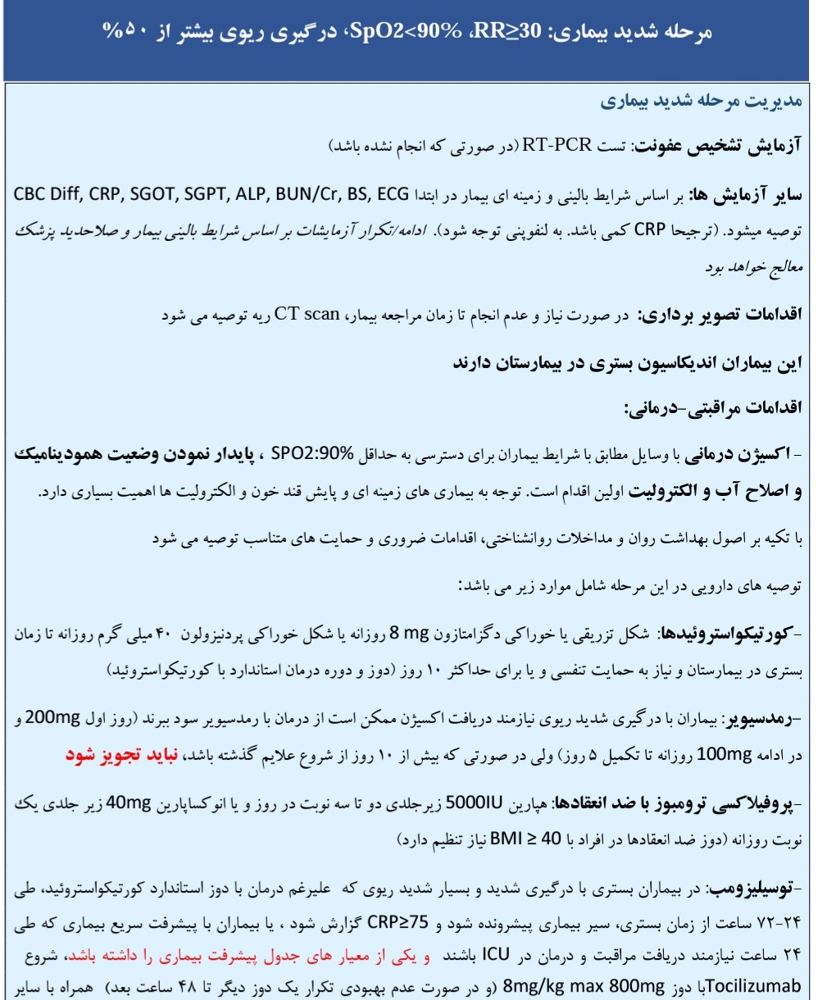 مرحله شدید بیماری: RR≥30، SpO2<90%، درگیری ریوی بیشتر از ۵۰%
مدیریت مرحله شدید بیماری
آزمایش تشخیص عفونت: تست RT-PCR (در صورتی که انجام نشده باشد)
سایر آزمایش ها: بر اساس شرایط بالینی و زمینه ای بیمار در ابتدا CBC Diff, CRP, SGOT, SGPT, ALP, BUN/Cr, BS, ECG
توصیه میشود. (ترجیحا CRP کمی باشد. به لنفوپنی توجه شود). ادامه/تکرار آزمایشات بر اساس شرایط بالینی بیمار و صلاحدید پزشک
معالج خواهد بود
اقدامات تصویر برداری: در صورت نیاز و عدم انجام تا زمان مراجعه بیمار، CT scan ریه توصیه می شود
این بیماران اندیکاسیون بستری در بیمارستان دارند
اقدامات مراقبتی-درمانی:
- اکسیژن درمانی با وسایل مطابق با شرایط بیماران برای دسترسی به حداقل SPO2:90% ، پایدار نمودن وضعیت همودینامیک
و اصلاح آب و الکترولیت اولین اقدام است. توجه به بیماری های زمینه ای و پایش قند خون و الکترولیت ها اهمیت بسیاری دارد.
با تکیه بر اصول بهداشت روان و مداخلات روانشناختی، اقدامات ضروری و حمایت های متناسب توصیه می شود
توصیه های دارویی در این مرحله شامل موارد زیر می باشد:
-کورتیکواستروئیدها: شکل تزریقی یا خوراکی دگزامتازون 8 mg روزانه یا شکل خوراکی پردنیزولون ۴۰ میلی گرم روزانه تا زمان
بستری در بیمارستان و نیاز به حمایت تنفسی و یا برای حداکثر ۱۰ روز (دوز و دوره درمان استاندارد با کورتیکواستروئید)
-رمدسیویر: بیماران با درگیری شدید ریوی نیازمند دریافت اکسیژن ممکن است از درمان با رمدسیویر سود ببرند (روز اول 200mg و
در ادامه 100mg روزانه تا تکمیل ۵ روز) ولی در صورتی که بیش از ۱۰ روز از شروع علایم گذشته باشد، نباید تجویز شود
-پروفیلاکسی ترومبوز با ضد انعقادها: هپارین 5000IU زیرجلدی دو تا سه نوبت در روز و یا انوکساپارین 40mg زیر جلدی یک
نوبت روزانه (دوز ضد انعقادها در افراد با BMI ≥ 40 نیاز تنظیم دارد)
-توسیلیزومب: در بیماران بستری با درگیری شدید و بسیار شدید ریوی که علیرغم درمان با دوز استاندارد کورتیکواستروئید، طی
۲۴-۷۲ ساعت از زمان بستری، سیر بیماری پیشرونده شود و CRP≥75 گزارش شود ، یا بیماران با پیشرفت سریع بیماری که طی
۲۴ ساعت نیازمند دریافت مراقبت و درمان در ICU باشند و یکی از معیار های جدول پیشرفت بیماری را داشته باشد، شروع
Tocilizumab با دوز 8mg/kg max 800mg (و در صورت عدم بهبودی تکرار یک دوز دیگر تا ۴۸ ساعت بعد) همراه با سایر